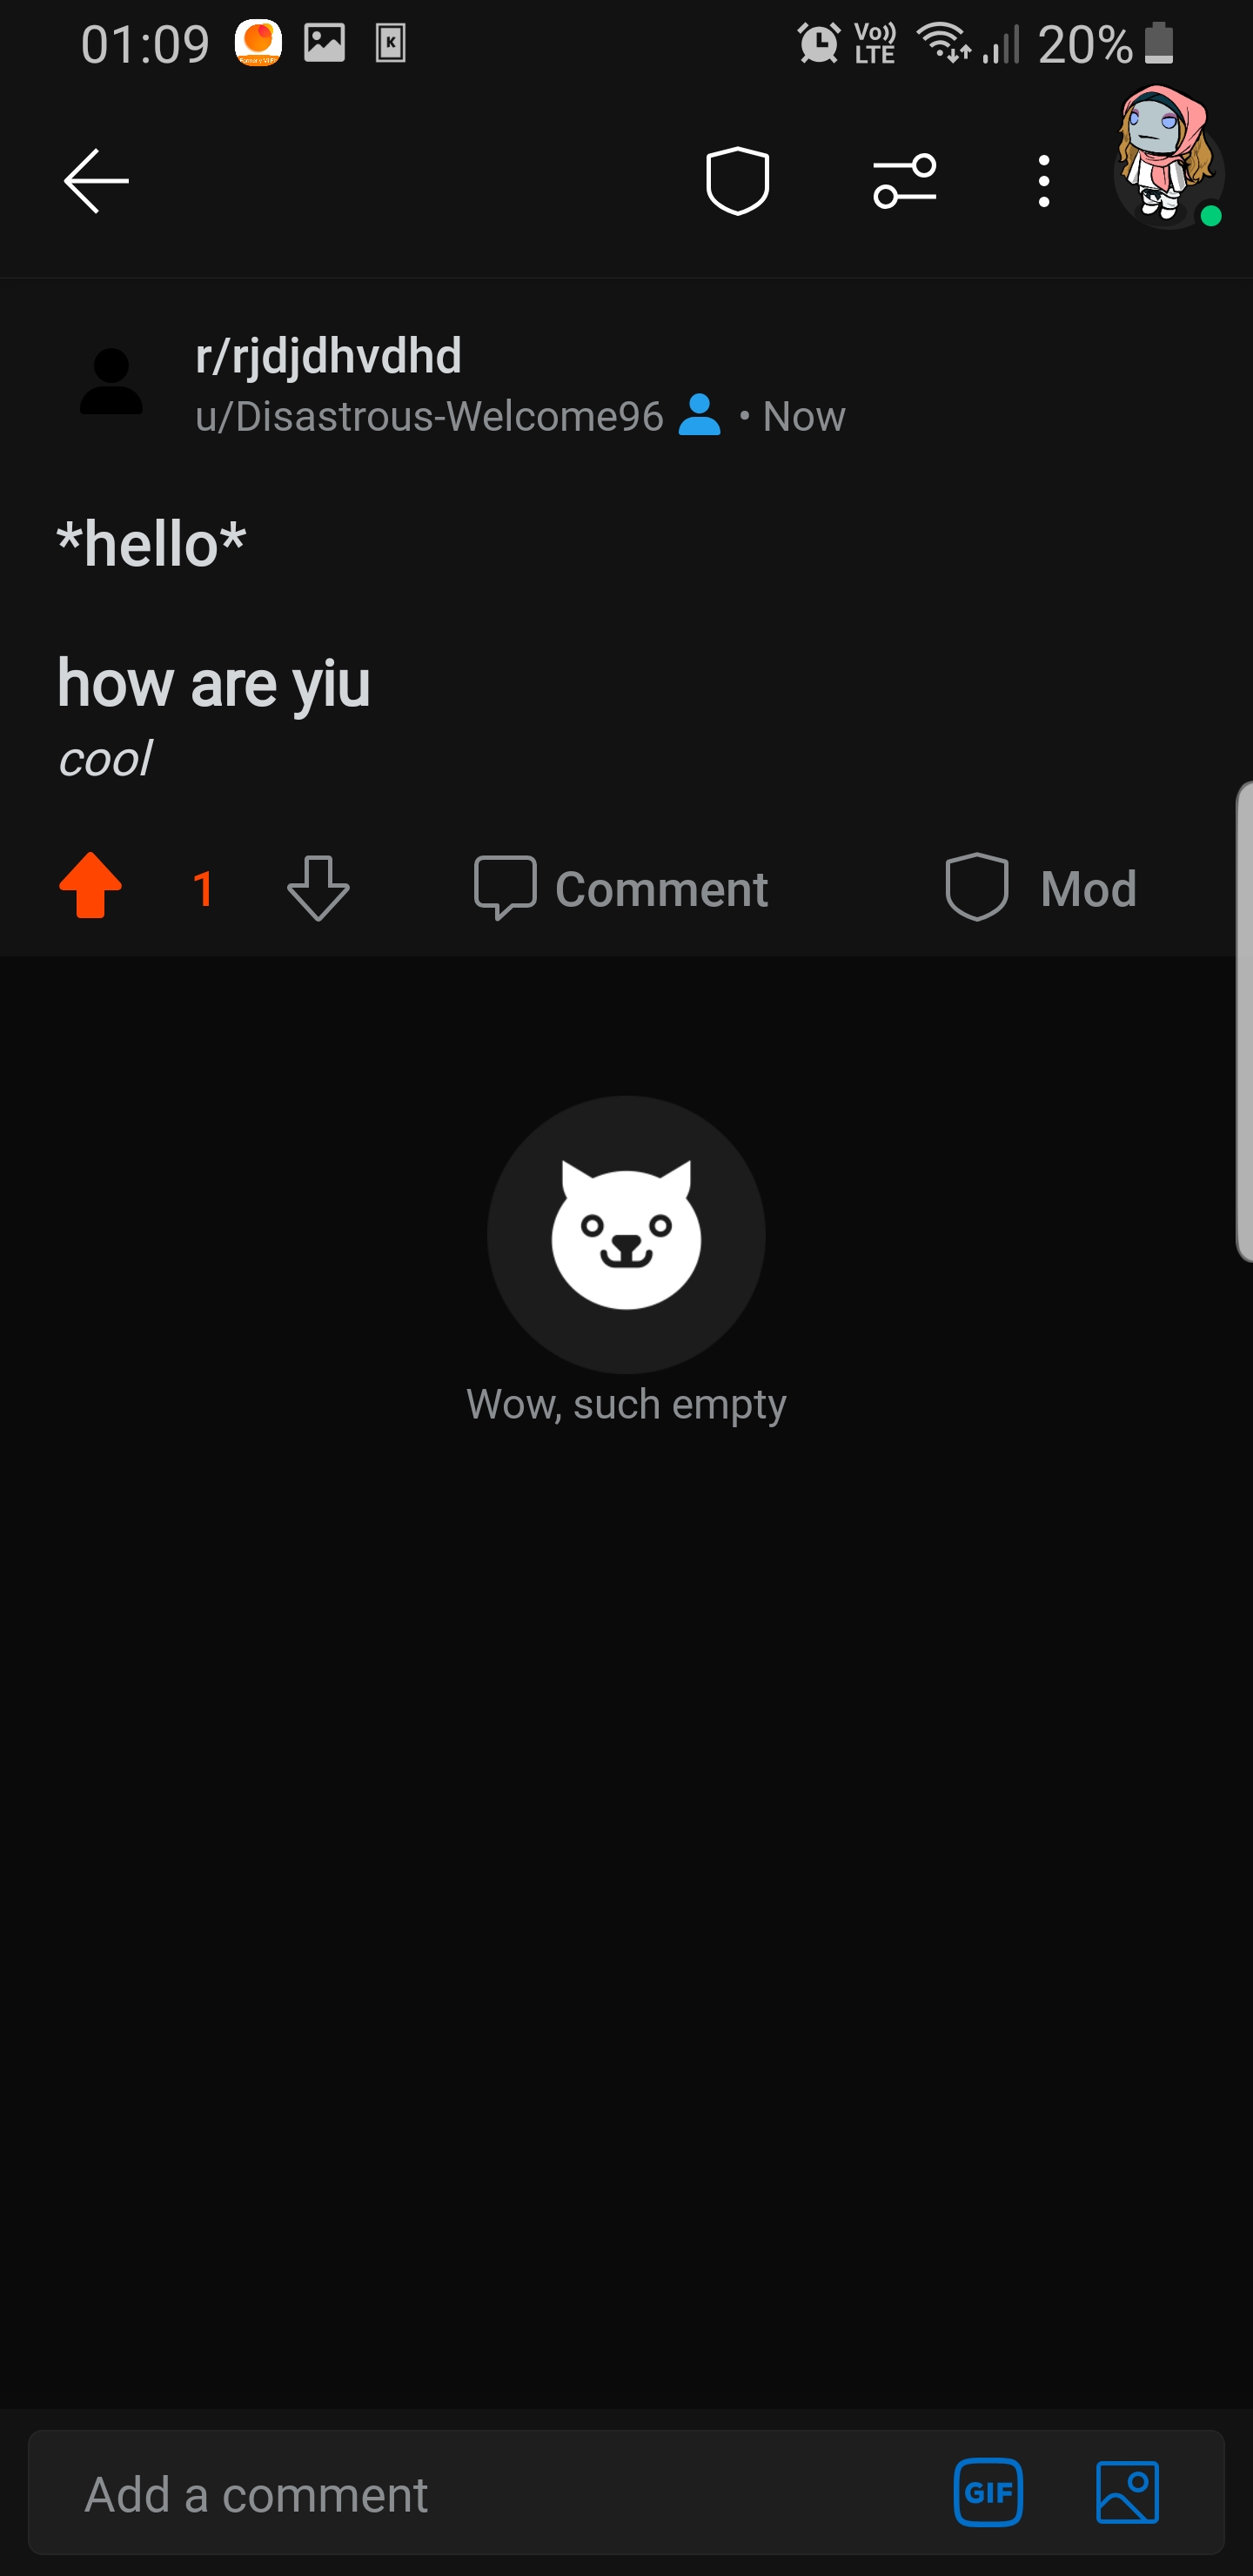 01:09
K
Vo)) LTE
20%
r/rjdjdhvdhd
u/Disastrous-Welcome96 • Now
*hello*
how are yiu
cool
1
Comment
Mod
Wow, such empty
Add a comment
GIF